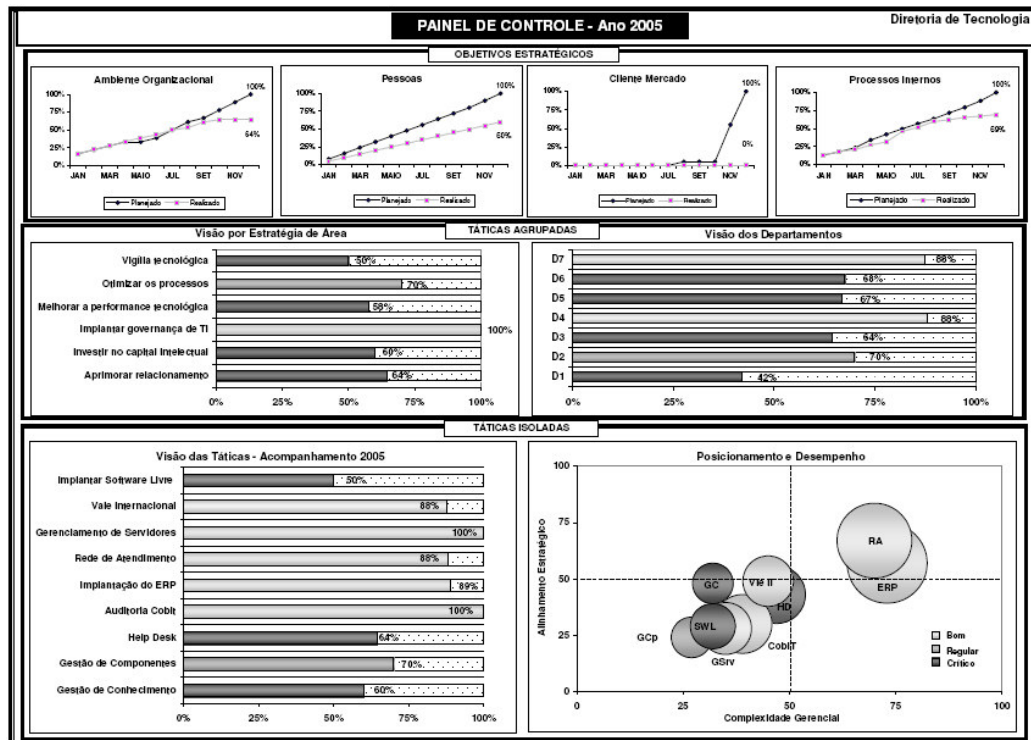 PAINEL DE CONTROLE - Ano 2005
Diretoria de Tecnologia
OBJETIVOS ESTRATÉGICOS
Ambiente Organizacional
100%
75%
50%
25%
0%
100%
64%
JAN MAR MAIO JUL SET NOV
Planejado Realizado
Pessoas
100%
75%
50%
25%
0%
100%
60%
JAN MAR MAIO JUL SET NOV
Planejado Realizado
Cliente Mercado
100%
75%
50%
25%
0%
100%
0%
JAN MAR MAIO JUL SET NOV
Planejado Realizado
Processos Internos
100%
75%
50%
25%
0%
100%
69%
JAN MAR MAIO JUL SET NOV
Planejado Realizado
TÁTICAS AGRUPADAS
Visão por Estratégia de Área
Vigília tecnológica 50%
Otimizar os processos 70%
Melhorar a performance tecnológica 58%
Implantar governança de TI 100%
Investir no capital intelectual 60%
Aprimorar relacionamento 64%
0% 25% 50% 75% 100%
Visão dos Departamentos
D7 88%
D6 68%
D5 67%
D4 88%
D3 64%
D2 70%
D1 42%
0% 25% 50% 75% 100%
TÁTICAS ISOLADAS
Visão das Táticas - Acompanhamento 2005
Implantar Software Livre 50%
Vale Internacional 88%
Gerenciamento de Servidores 100%
Rede de Atendimento 88%
Implantação do ERP 89%
Auditoria Cobit 100%
Help Desk 64%
Gestão de Componentes 70%
Gestão de Conhecimento 60%
0% 25% 50% 75% 100%
Posicionamento e Desempenho
Alinhamento Estratégico
100
75
50
25
0
RA
ERP
GC
HD
SWL
GCp
GSrv
CobiT
Bom
Regular
Crítico
25 50 75 100
Complexidade Gerencial